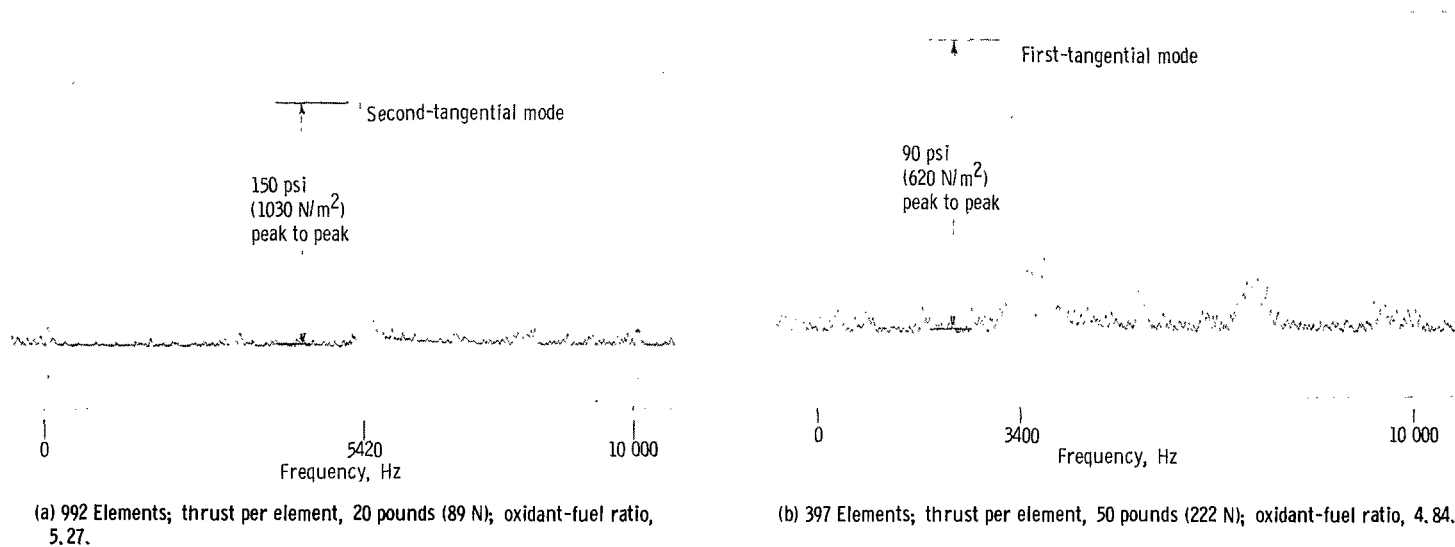 Second-tangential mode
150 psi
(1030 N/m²)
peak to peak
0
5420
10 000
Frequency, Hz
(a) 992 Elements; thrust per element, 20 pounds (89 N); oxidant-fuel ratio,
5.27.
First-tangential mode
90 psi
(620 N/m²)
peak to peak
0
3400
10 000
Frequency, Hz
(b) 397 Elements; thrust per element, 50 pounds (222 N); oxidant-fuel ratio, 4.84.